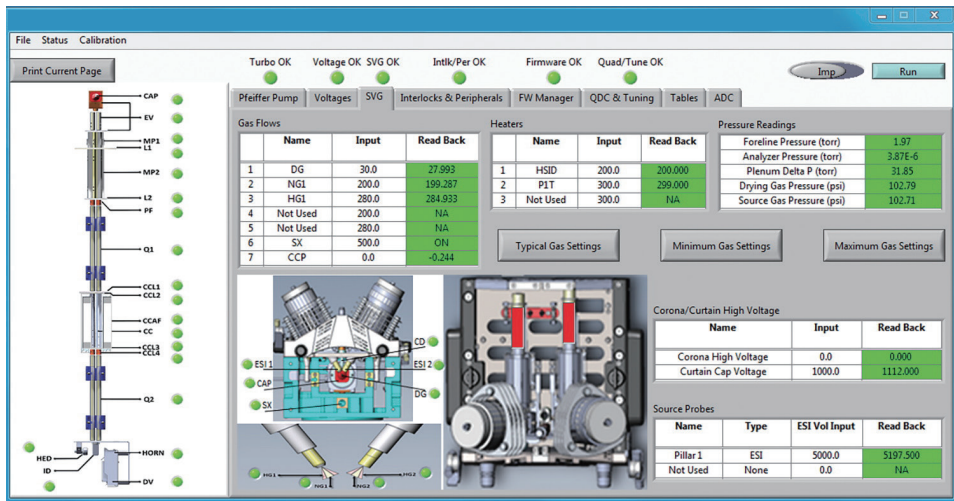 File Status Calibration
Print Current Page
Turbo OK Voltage OK SVG OK Intlk/Per OK Firmware OK Quad/Tune OK
Imp Run
Pfeiffer Pump Voltages SVG Interlocks & Peripherals FW Manager QDC & Tuning Tables ADC
CAP
EV
MP1
L1
MP2
L2
PF
Q1
CCL1
CCL2
CCAF
CC
CCL3
CCL4
Q2
HORN
HED
ID
DV
Gas Flows
Name Input Read Back
1 DG 30.0 27.993
2 NG1 200.0 199.287
3 HG1 280.0 284.933
4 Not Used 200.0 NA
5 Not Used 280.0 NA
6 SX 500.0 ON
7 CCP 0.0 -0.244
Heaters
Name Input Read Back
1 HSID 200.0 200.000
2 P1T 300.0 299.000
3 Not Used 300.0 NA
Pressure Readings
Foreline Pressure (torr) 1.97
Analyzer Pressure (torr) 3.87E-6
Plenum Delta P (torr) 31.85
Drying Gas Pressure (psi) 102.79
Source Gas Pressure (psi) 102.71
Typical Gas Settings Minimum Gas Settings Maximum Gas Settings
CD
ESI 1 ESI 2
CAP
DG
SX
HG1 NG1 NG2 HG2
Corona/Curtain High Voltage
Name Input Read Back
Corona High Voltage 0.0 0.000
Curtain Cap Voltage 1000.0 1112.000
Source Probes
Name Type ESI Vol Input Read Back
Pillar 1 ESI 5000.0 5197.500
Not Used None 0.0 NA